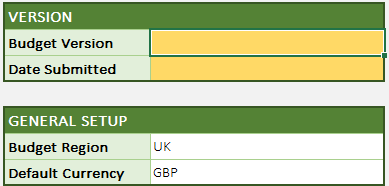 VERSION
Budget Version
Date Submitted
GENERAL SETUP
Budget Region UK
Default Currency GBP